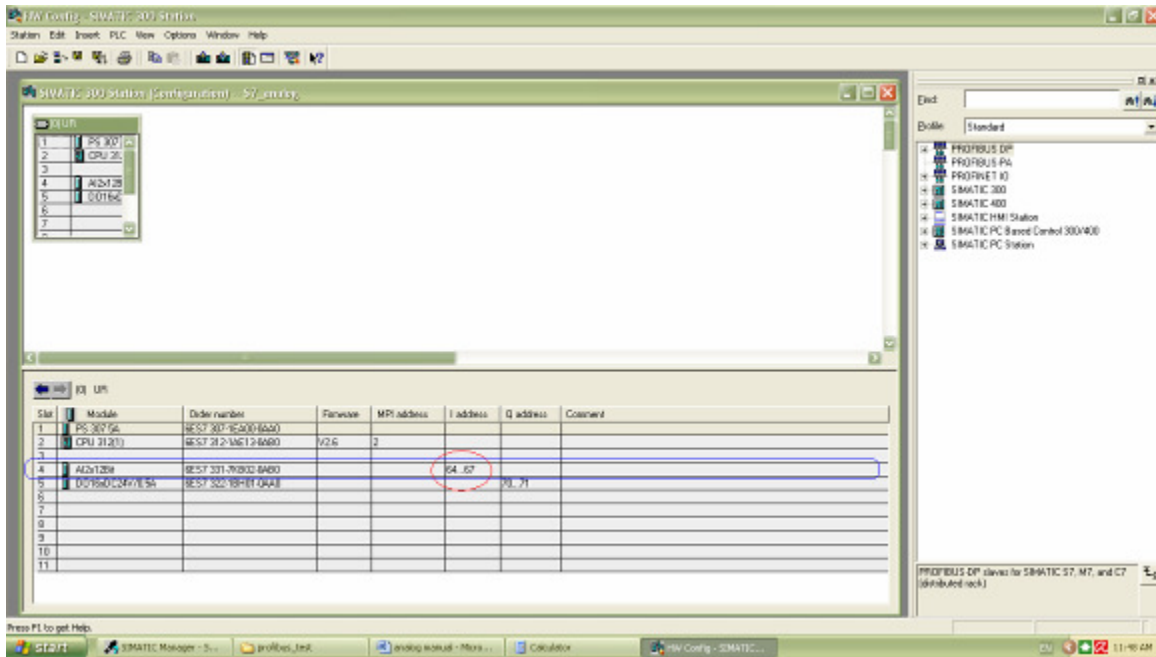 HW Config - SIMATIC 300 Station
Station Edit Insert PLC View Options Window Help
SIMATIC 300 Station (Configuration) -- S7_analog
(0) UR
1 PS 307
2 CPU 31
3
4 AI2x12B
5 DO16x
6
7
Find:
Profile: Standard
PROFIBUS DP
PROFIBUS-PA
PROFINET IO
SIMATIC 300
SIMATIC 400
SIMATIC HMI Station
SIMATIC PC Based Control 300/400
SIMATIC PC Station
(0) UR
Slot Module Order number Firmware MPI address I address Q address Comment
1 PS 307 5A 6ES7 307-1EA00-0AA0
2 CPU 312(1) 6ES7 312-1AE13-0AB0 V2.6 2
3
4 AI2x12Bit 6ES7 331-7KB02-0AB0 64...67
5 DO16xDC24V/0.5A 6ES7 322-1BH01-0AA0 70...71
6
7
8
9
10
11
PROFIBUS-DP slaves for SIMATIC S7, M7, and C7
(distributed rack)
Press F1 to get Help.
start SIMATIC Manager - S... profibus_test analog manual - Micro... Calculator HW Config - SIMATIC... EN 11:48 AM